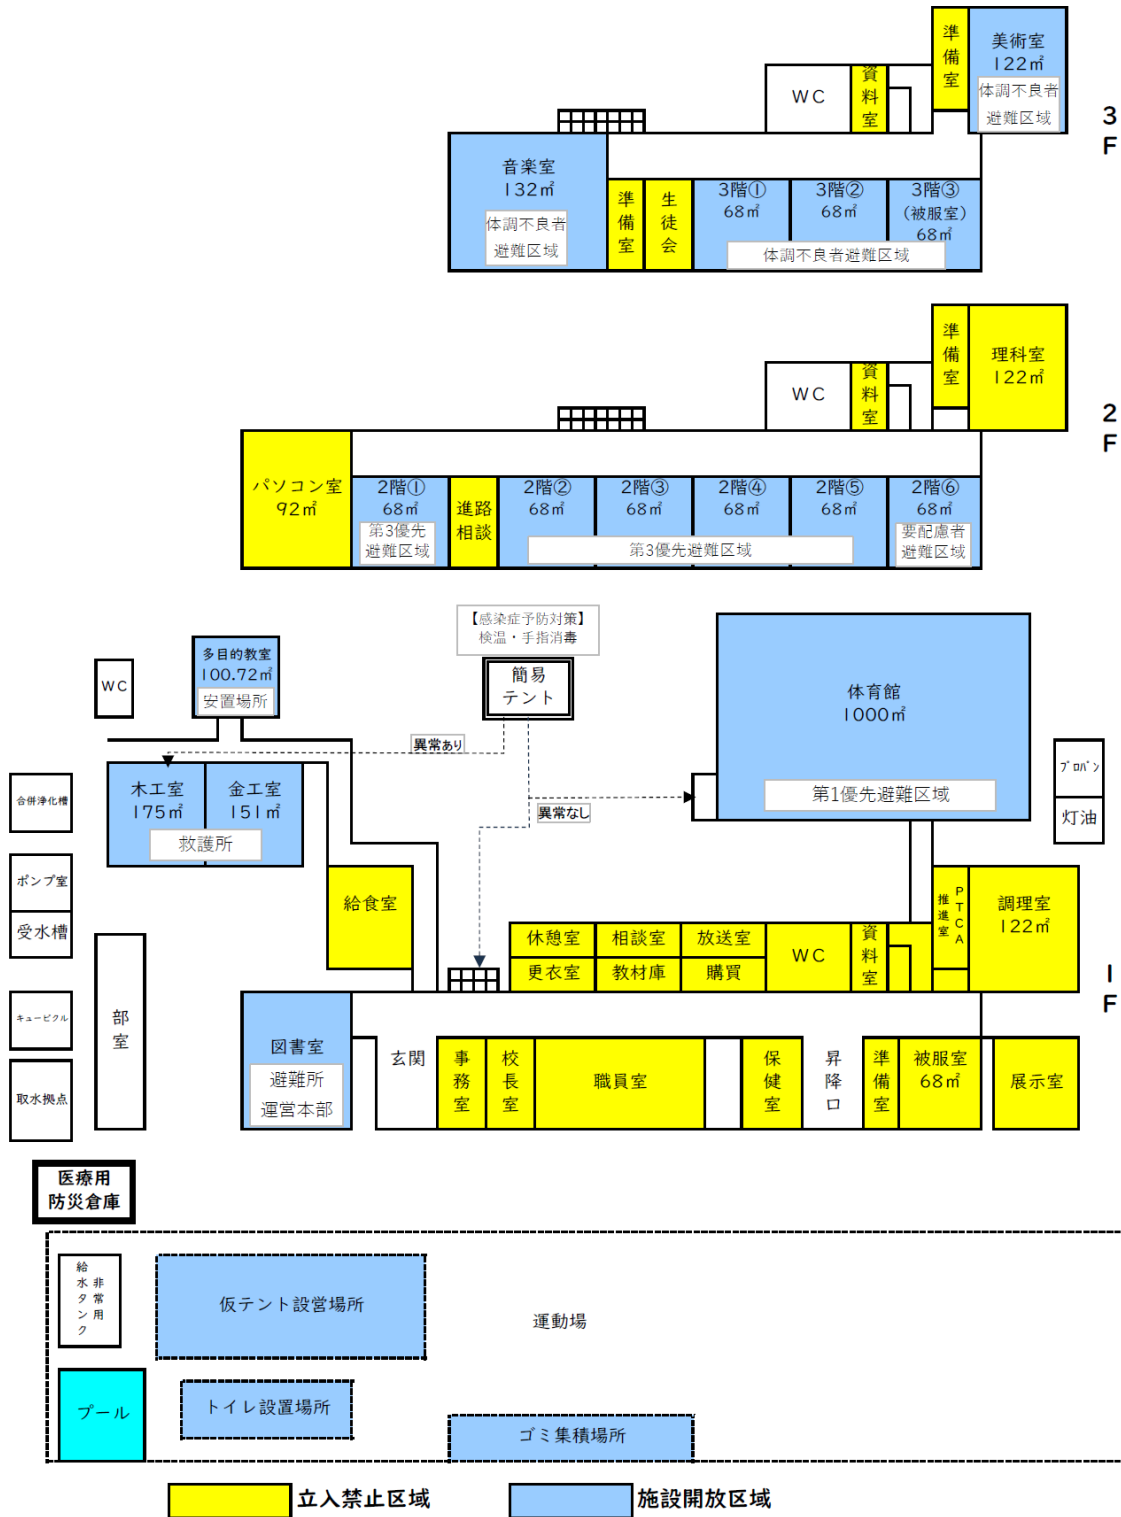 3F
準備室
美術室
122㎡
体調不良者
避難区域
WC
資料室
音楽室
132㎡
体調不良者
避難区域
準備室
生徒会
3階①
68㎡
3階②
68㎡
3階③
(被服室)
68㎡
体調不良者避難区域
2F
準備室
理科室
122㎡
WC
資料室
パソコン室
92㎡
2階①
68㎡
第3優先
避難区域
進路
相談
2階②
68㎡
2階③
68㎡
2階④
68㎡
2階⑤
68㎡
第3優先避難区域
2階⑥
68㎡
要配慮者
避難区域
1F
【感染症予防対策】
検温・手指消毒
簡易
テント
異常あり
異常なし
WC
多目的教室
100.72㎡
安置場所
体育館
1000㎡
第1優先避難区域
プロパン
灯油
木工室
175㎡
金工室
151㎡
救護所
合併浄化槽
ポンプ室
受水槽
キュービクル
取水拠点
部室
給食室
休憩室
相談室
放送室
更衣室
教材庫
購買
WC
資料室
PTCA
推進室
調理室
122㎡
図書室
避難所
運営本部
玄関
事務室
校長室
職員室
保健室
昇降口
準備室
被服室
68㎡
展示室
医療用
防災倉庫
非常用
給水タンク
仮テント設営場所
運動場
プール
トイレ設置場所
ゴミ集積場所
立入禁止区域
施設開放区域